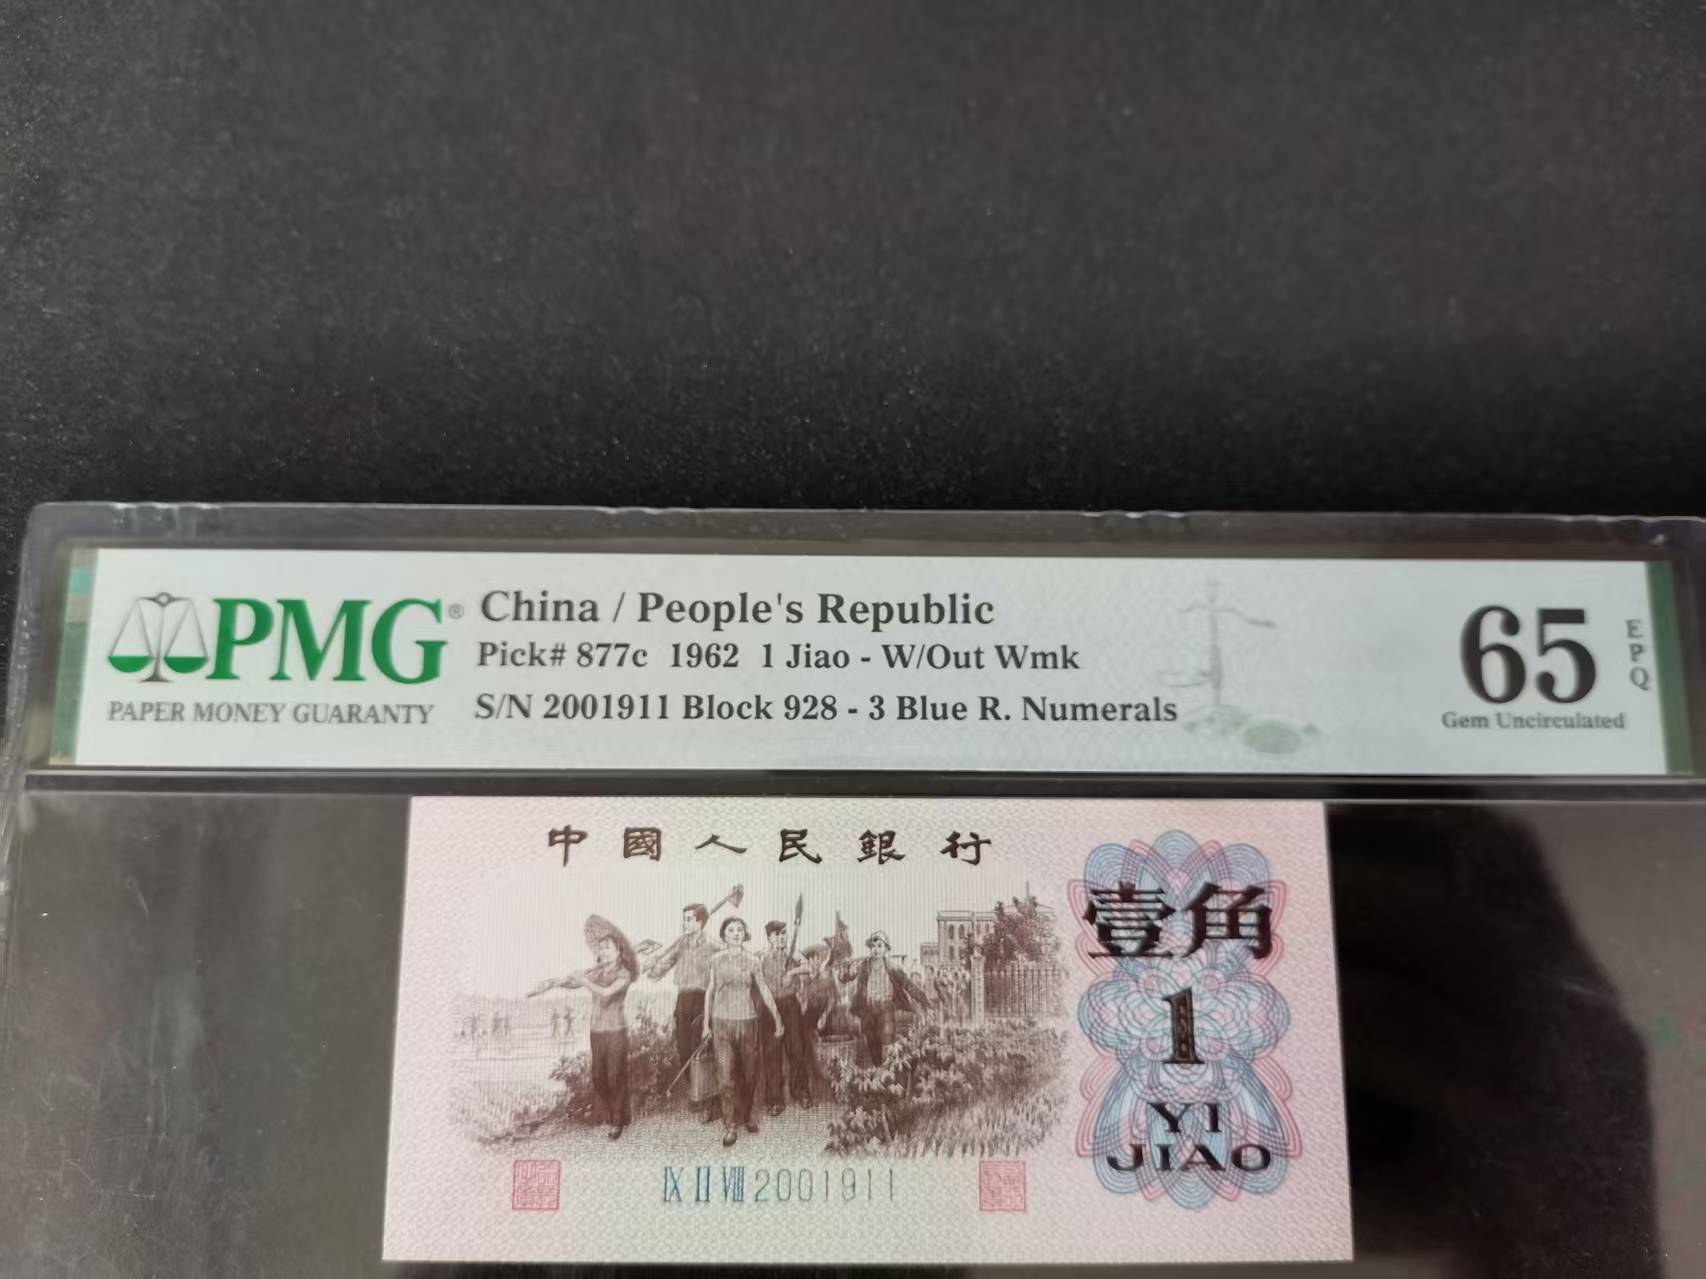 PMG®
PAPER MONEY GUARANTY
China / People's Republic
Pick# 877c 1962 1 Jiao - W/Out Wmk
S/N 2001911 Block 928 - 3 Blue R. Numerals
65
EPQ
Gem Uncirculated
中國人民銀行
壹角
1
YI
JIAO
IX II VIII 2001911